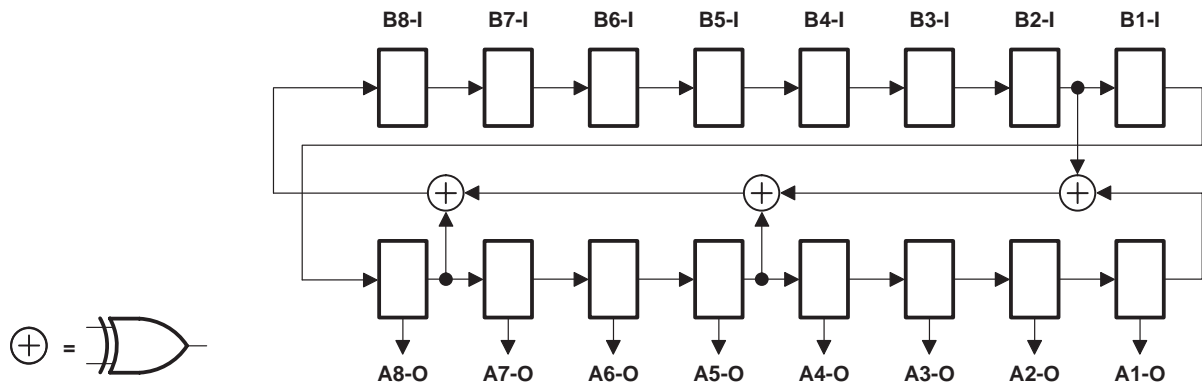 B8-I B7-I B6-I B5-I B4-I B3-I B2-I B1-I
=
A8-O A7-O A6-O A5-O A4-O A3-O A2-O A1-O